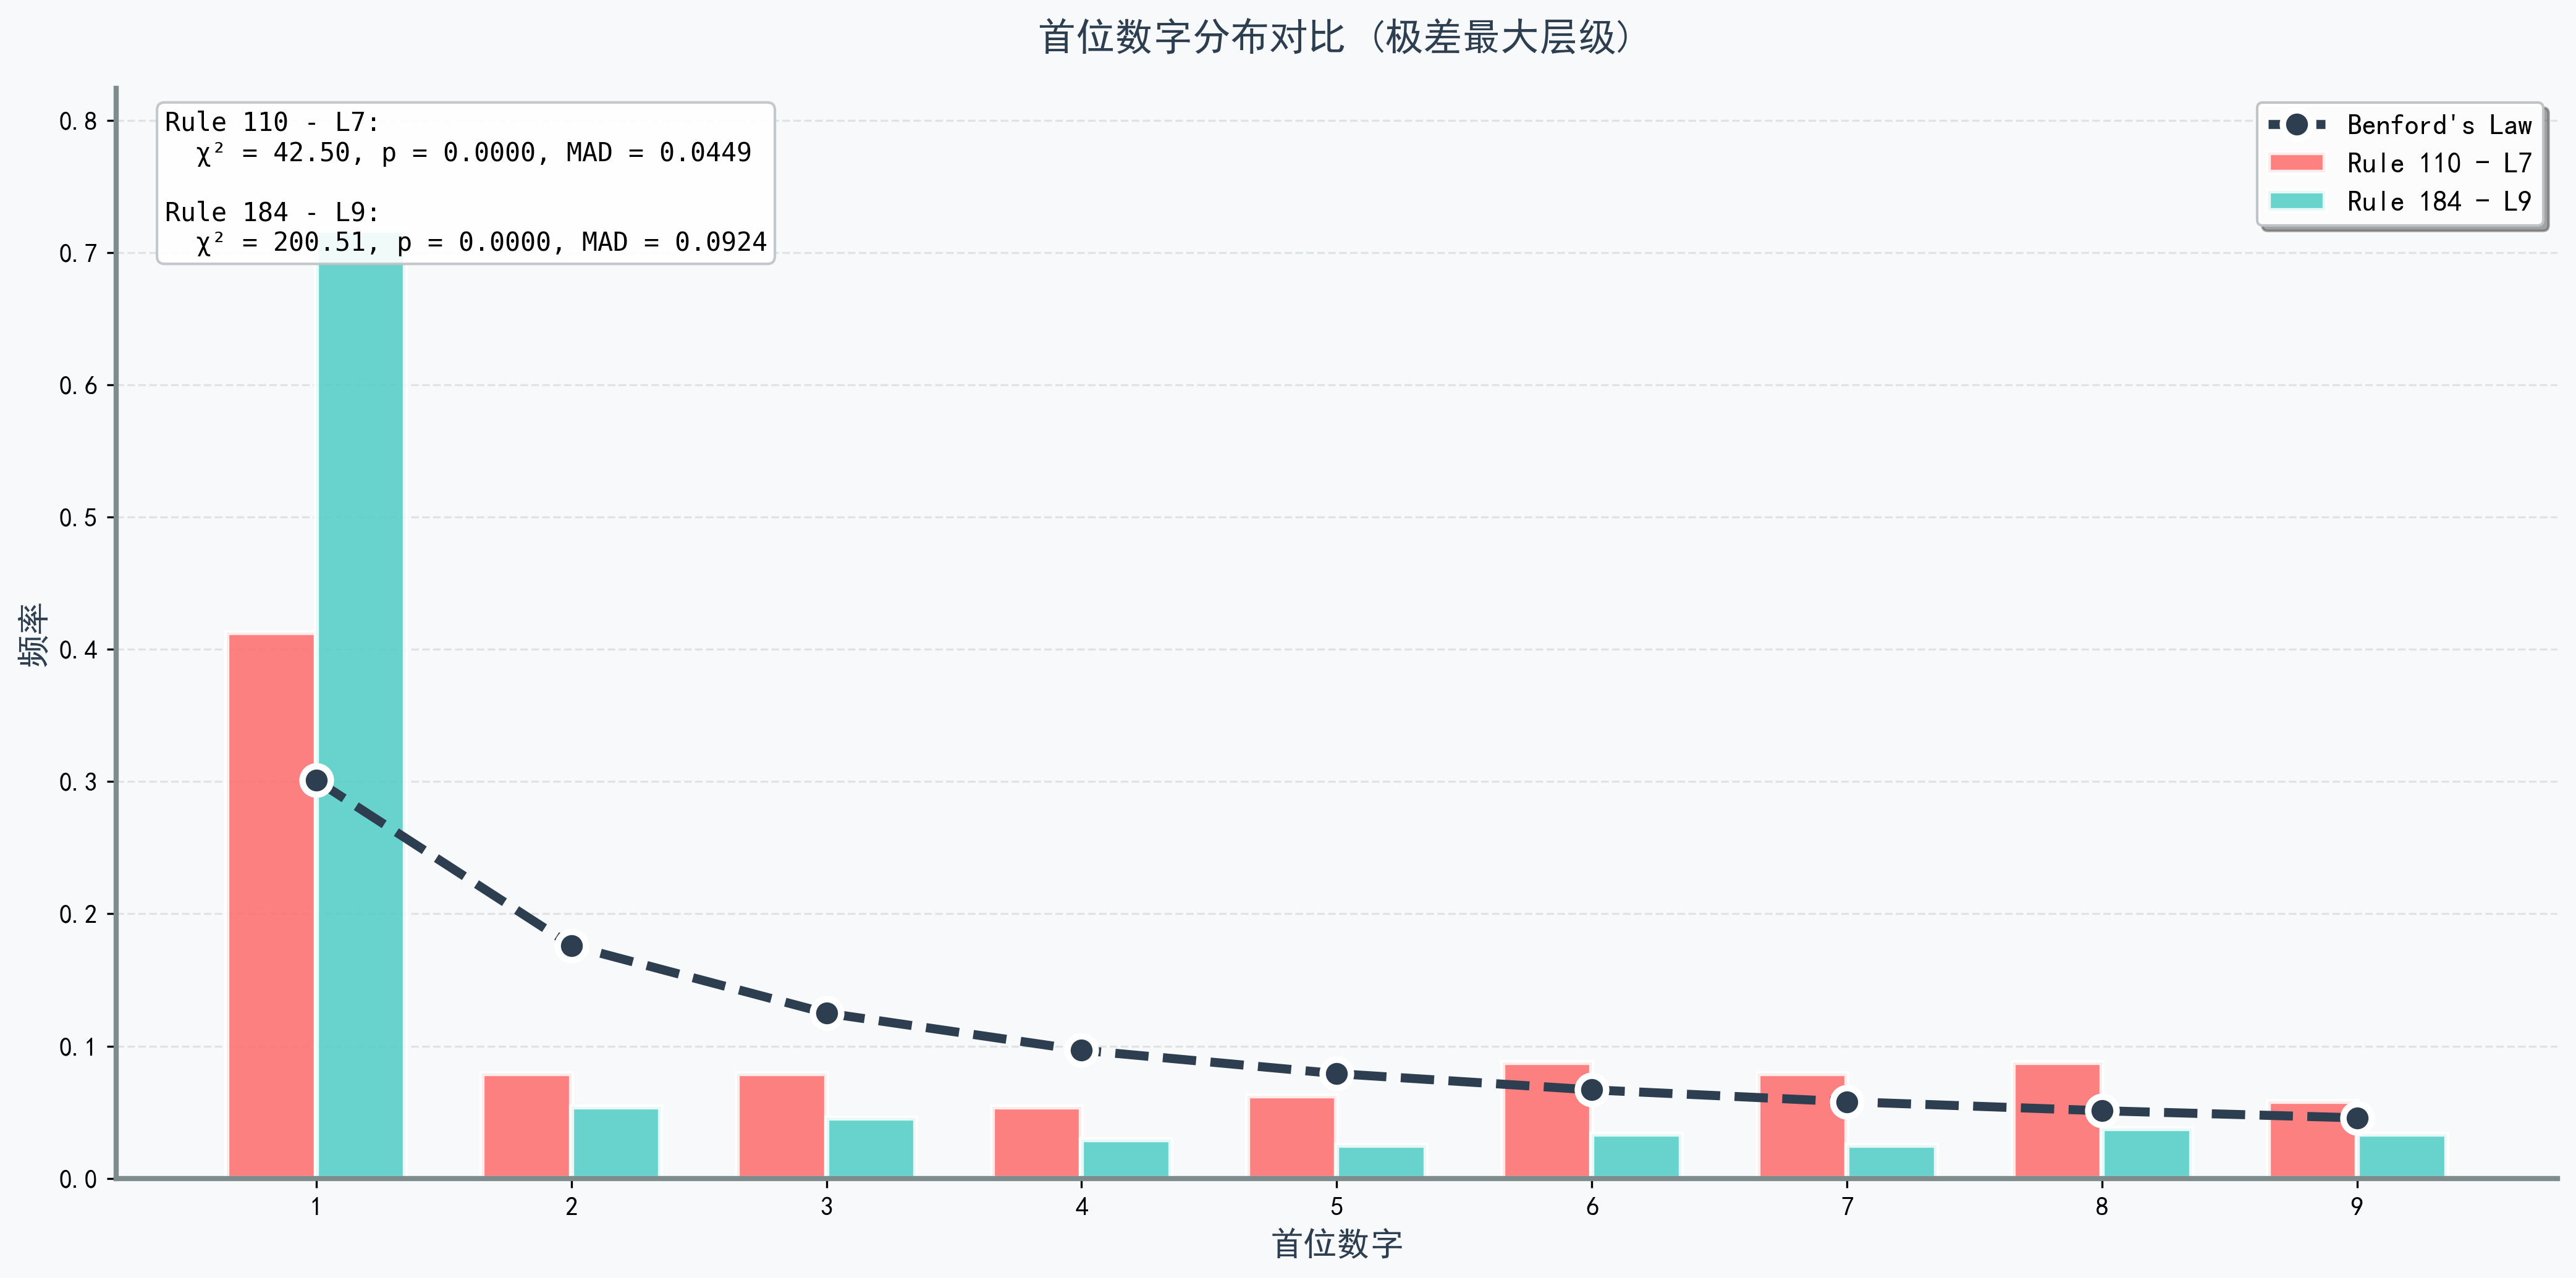 首位数字分布对比 (极差最大层级)
Rule 110 - L7:
χ² = 42.50, p = 0.0000, MAD = 0.0449
Rule 184 - L9:
χ² = 200.51, p = 0.0000, MAD = 0.0924
Benford's Law
Rule 110 - L7
Rule 184 - L9
频率
0.8
0.7
0.6
0.5
0.4
0.3
0.2
0.1
0.0
1 2 3 4 5 6 7 8 9
首位数字